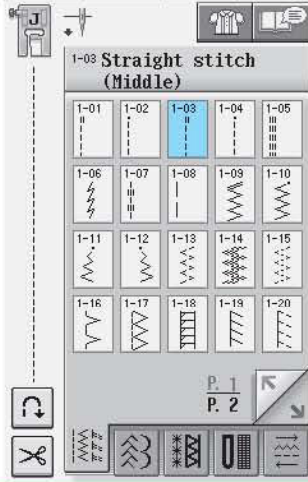 J
1-03 Straight stitch
(Middle)
1-01 1-02 1-03 1-04 1-05
1-06 1-07 1-08 1-09 1-10
1-11 1-12 1-13 1-14 1-15
1-16 1-17 1-18 1-19 1-20
P. 1
P. 2